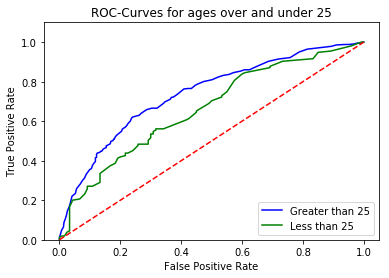 ROC-Curves for ages over and under 25
True Positive Rate
1.0
0.8
0.6
0.4
0.2
0.0
0.0 0.2 0.4 0.6 0.8 1.0
False Positive Rate
Greater than 25
Less than 25